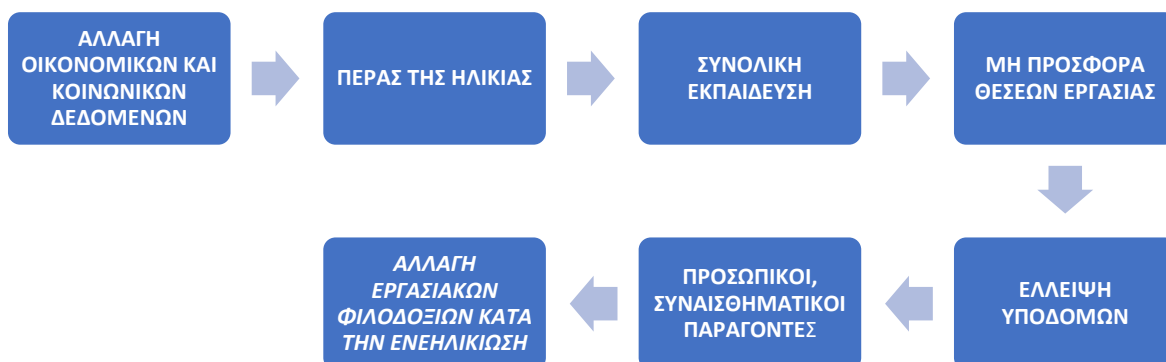 ΑΛΛΑΓΗ
ΟΙΚΟΝΟΜΙΚΩΝ ΚΑΙ
ΚΟΙΝΩΝΙΚΩΝ
ΔΕΔΟΜΕΝΩΝ
ΠΕΡΑΣ ΤΗΣ ΗΛΙΚΙΑΣ
ΣΥΝΟΛΙΚΗ
ΕΚΠΑΙΔΕΥΣΗ
ΜΗ ΠΡΟΣΦΟΡΑ
ΘΕΣΕΩΝ ΕΡΓΑΣΙΑΣ
ΕΛΛΕΙΨΗ
ΥΠΟΔΟΜΩΝ
ΠΡΟΣΩΠΙΚΟΙ,
ΣΥΝΑΙΣΘΗΜΑΤΙΚΟΙ
ΠΑΡΑΓΟΝΤΕΣ
ΑΛΛΑΓΗ
ΕΡΓΑΣΙΑΚΩΝ
ΦΙΛΟΔΟΞΙΩΝ ΚΑΤΑ
ΤΗΝ ΕΝΕΗΛΙΚΙΩΣΗ